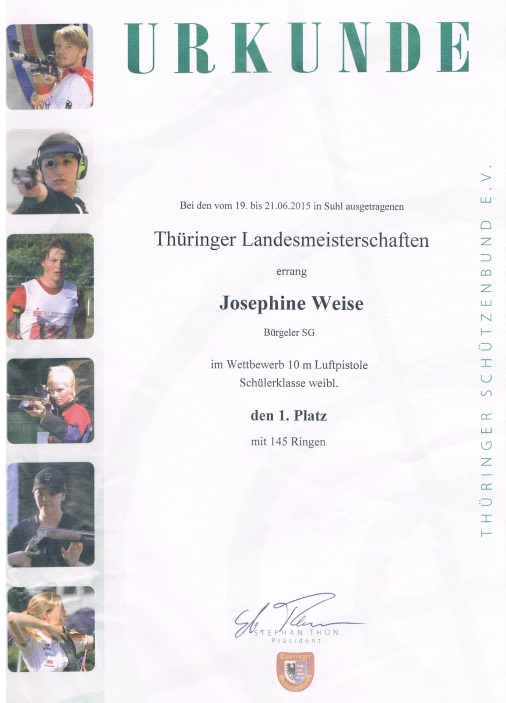 URKUNDE
Bei den vom 19. bis 21.06.2015 in Suhl ausgetragenen
Thüringer Landesmeisterschaften
errang
Josephine Weise
Bürgeler SG
im Wettbewerb 10 m Luftpistole
Schülerklasse weibl.
den 1. Platz
mit 145 Ringen
THÜRINGER SCHÜTZENBUND E.V.
STEPHAN THON
Präsident
Thüringer
Schützenbund